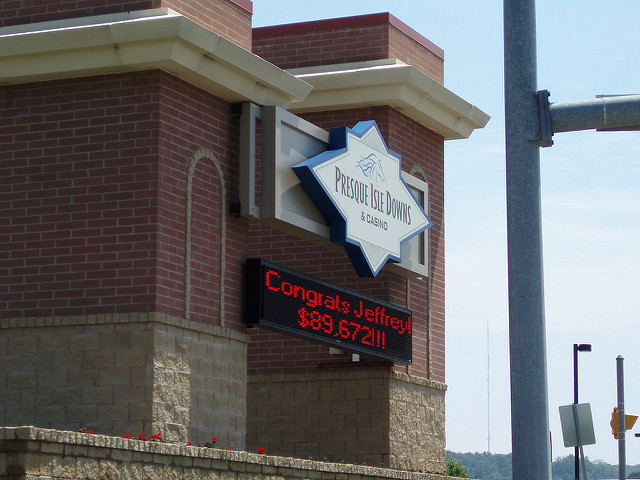 PRESQUE ISLE DOWNS
& CASINO
Congrats Jeffrey!
$89,672!!!